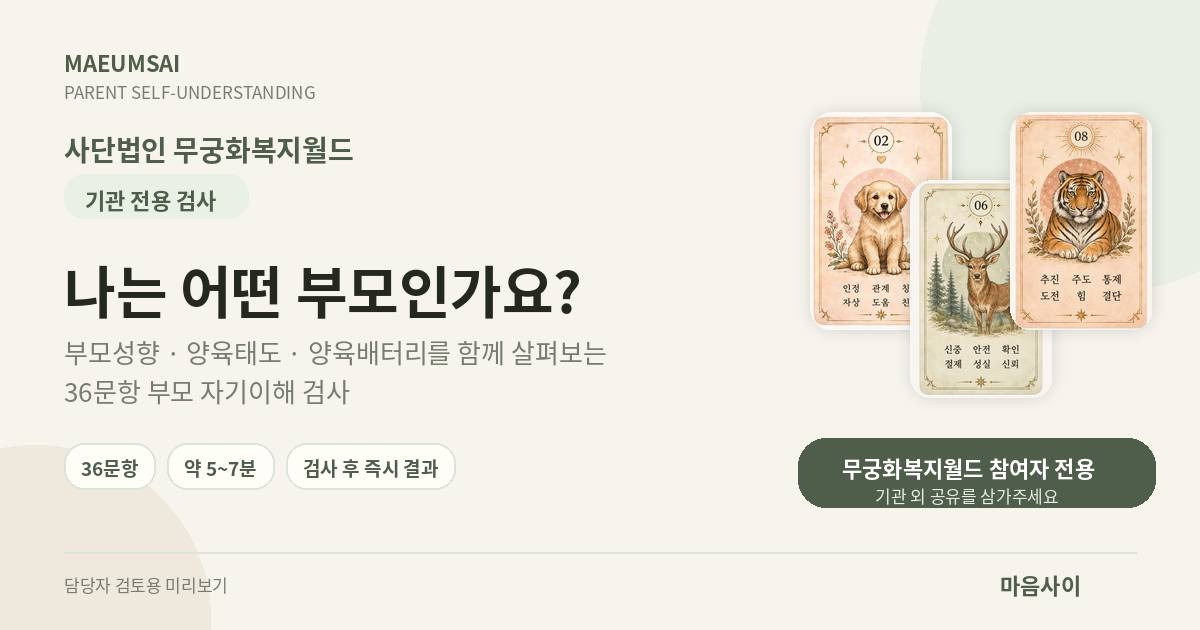 MAEUMSAI
PARENT SELF-UNDERSTANDING
사단법인 무궁화복지월드
기관 전용 검사
나는 어떤 부모인가요?
부모성향 · 양육태도 · 양육배터리를 함께 살펴보는
36문항 부모 자기이해 검사
36문항
약 5~7분
검사 후 즉시 결과
02
인정 관계
자상 도움
06
신중 안전 확인
절제 성실 신뢰
08
추진 주도 통제
도전 힘 결단
무궁화복지월드 참여자 전용
기관 외 공유를 삼가주세요
담당자 검토용 미리보기
마음사이